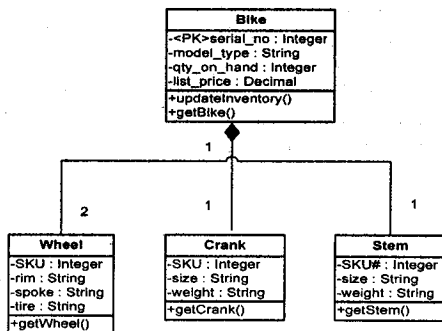 Bike
-<PK>serial_no : Integer
-model_type : String
-qty_on_hand : Integer
-list_price : Decimal
+updateInventory()
+getBike()
1
2
1
1
Wheel
-SKU : Integer
-rim : String
-spoke : String
-tire : String
+getWheel()
Crank
-SKU : Integer
-size : String
-weight : String
+getCrank()
Stem
-SKU# : Integer
-size : String
-weight : String
+getStem()